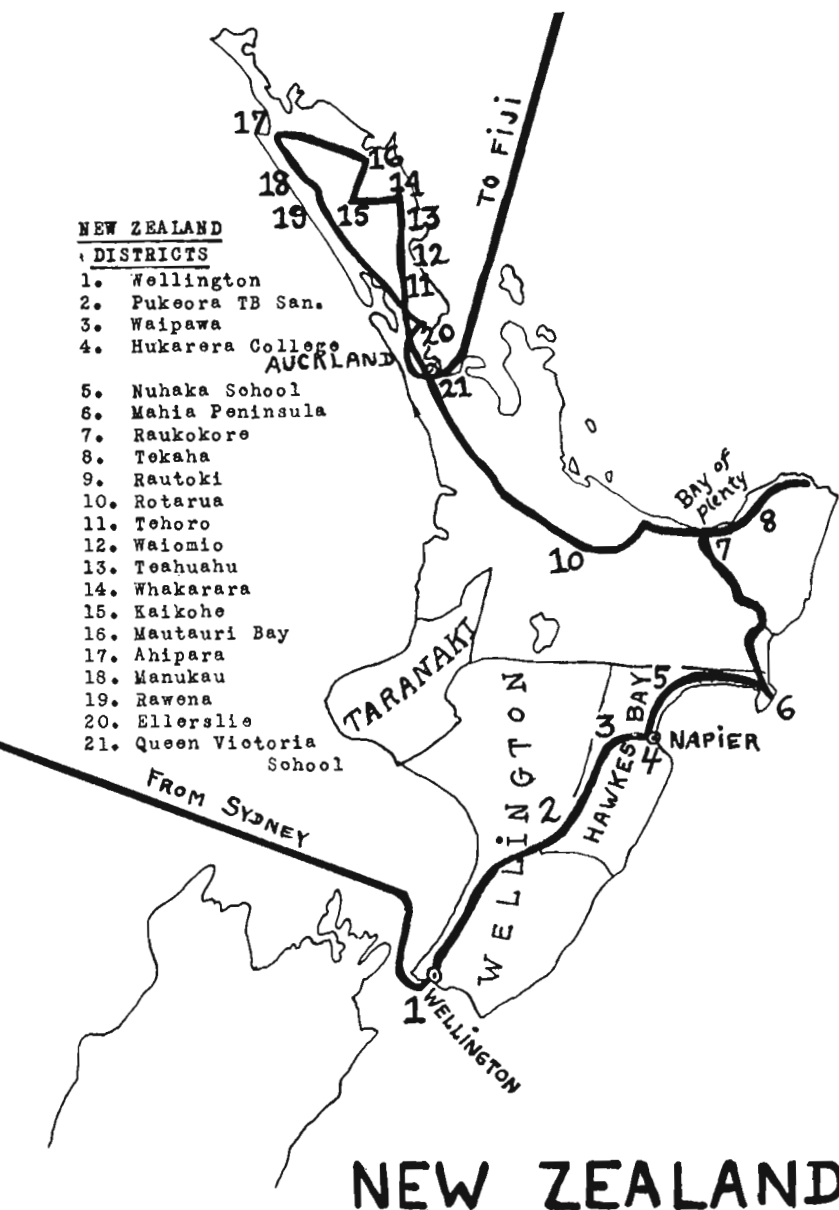 TO FIJI
17
16
18
14
19
15
13
12
11
NEW ZEALAND
DISTRICTS
1. Wellington
2. Pukeora TB San.
3. Waipawa
4. Hukarera College
5. Nuhaka School
6. Mahia Peninsula
7. Raukokore
8. Tekaha
9. Rautoki
10. Rotarua
11. Tehoro
12. Waiomio
13. Teahuahu
14. Whakarara
15. Kaikohe
16. Mautauri Bay
17. Ahipara
18. Manukau
19. Rawena
20. Ellerslie
21. Queen Victoria
School
20
AUCKLAND
21
BAY of
plenty
8
7
10
TARANAKI
WELLINGTON
HAWKES BAY
5
6
3
4
NAPIER
2
FROM SYDNEY
1
WELLINGTON
NEW ZEALAND